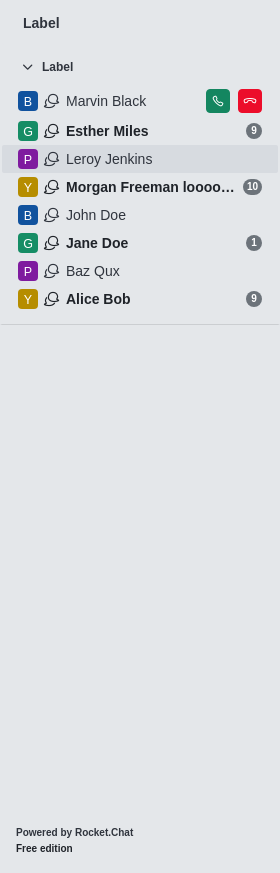 Label
Label
B Marvin Black
G Esther Miles 9
P Leroy Jenkins
Y Morgan Freeman loooo... 10
B John Doe
G Jane Doe 1
P Baz Qux
Y Alice Bob 9
Powered by Rocket.Chat
Free edition